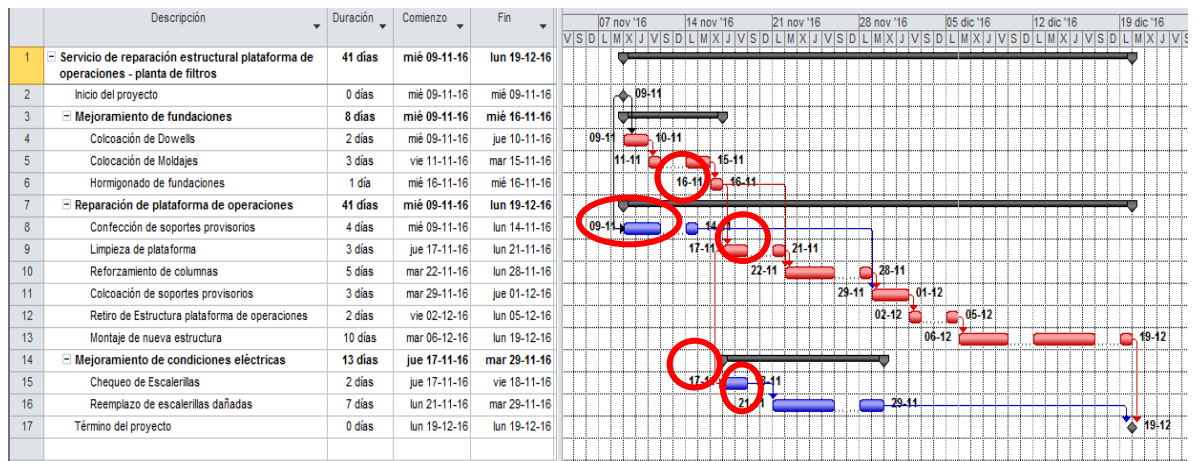 Descripción Duración Comienzo Fin 07 nov '16 14 nov '16 21 nov '16 28 nov '16 05 dic '16 12 dic '16 19 dic '16
V S D L M X J V S D L M X J V S D L M X J V S D L M X J V S D L M X J V S D L M X J V S D L M X J V S
1 Servicio de reparación estructural plataforma de operaciones - planta de filtros 41 días mié 09-11-16 lun 19-12-16
2 Inicio del proyecto 0 días mié 09-11-16 mié 09-11-16 09-11
3 Mejoramiento de fundaciones 8 días mié 09-11-16 mié 16-11-16
4 Colcoación de Dowells 2 días mié 09-11-16 jue 10-11-16 09-11 10-11
5 Colocación de Moldajes 3 días vie 11-11-16 mar 15-11-16 11-11 15-11
6 Hormigonado de fundaciones 1 día mié 16-11-16 mié 16-11-16 16-11 16-11
7 Reparación de plataforma de operaciones 41 días mié 09-11-16 lun 19-12-16
8 Confección de soportes provisorios 4 días mié 09-11-16 lun 14-11-16 09-11 14-11
9 Limpieza de plataforma 3 días jue 17-11-16 lun 21-11-16 17-11 21-11
10 Reforzamiento de columnas 5 días mar 22-11-16 lun 28-11-16 22-11 28-11
11 Colcoación de soportes provisorios 3 días mar 29-11-16 jue 01-12-16 29-11 01-12
12 Retiro de Estructura plataforma de operaciones 2 días vie 02-12-16 lun 05-12-16 02-12 05-12
13 Montaje de nueva estructura 10 días mar 06-12-16 lun 19-12-16 06-12 19-12
14 Mejoramiento de condiciones eléctricas 13 días jue 17-11-16 mar 29-11-16
15 Chequeo de Escalerillas 2 días jue 17-11-16 vie 18-11-16 17-11 18-11
16 Reemplazo de escalerillas dañadas 7 días lun 21-11-16 mar 29-11-16 21-11 29-11
17 Término del proyecto 0 días lun 19-12-16 lun 19-12-16 19-12